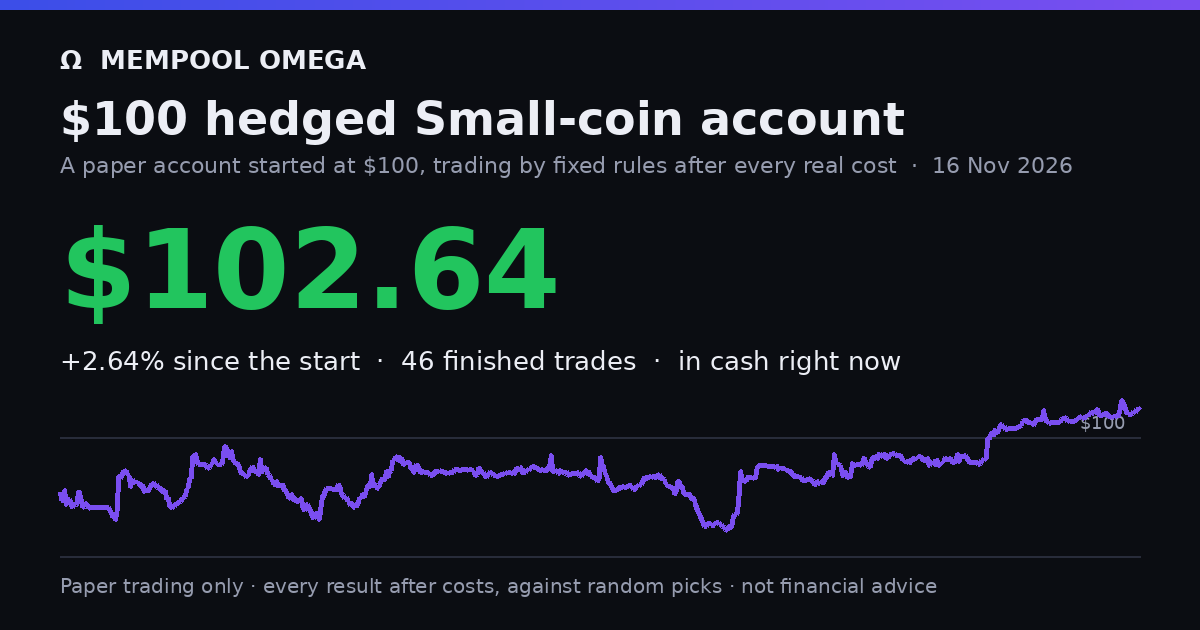 Ω MEMPOOL OMEGA
$100 hedged Small-coin account
A paper account started at $100, trading by fixed rules after every real cost · 16 Nov 2026
$102.64
+2.64% since the start · 46 finished trades · in cash right now
$100
Paper trading only · every result after costs, against random picks · not financial advice